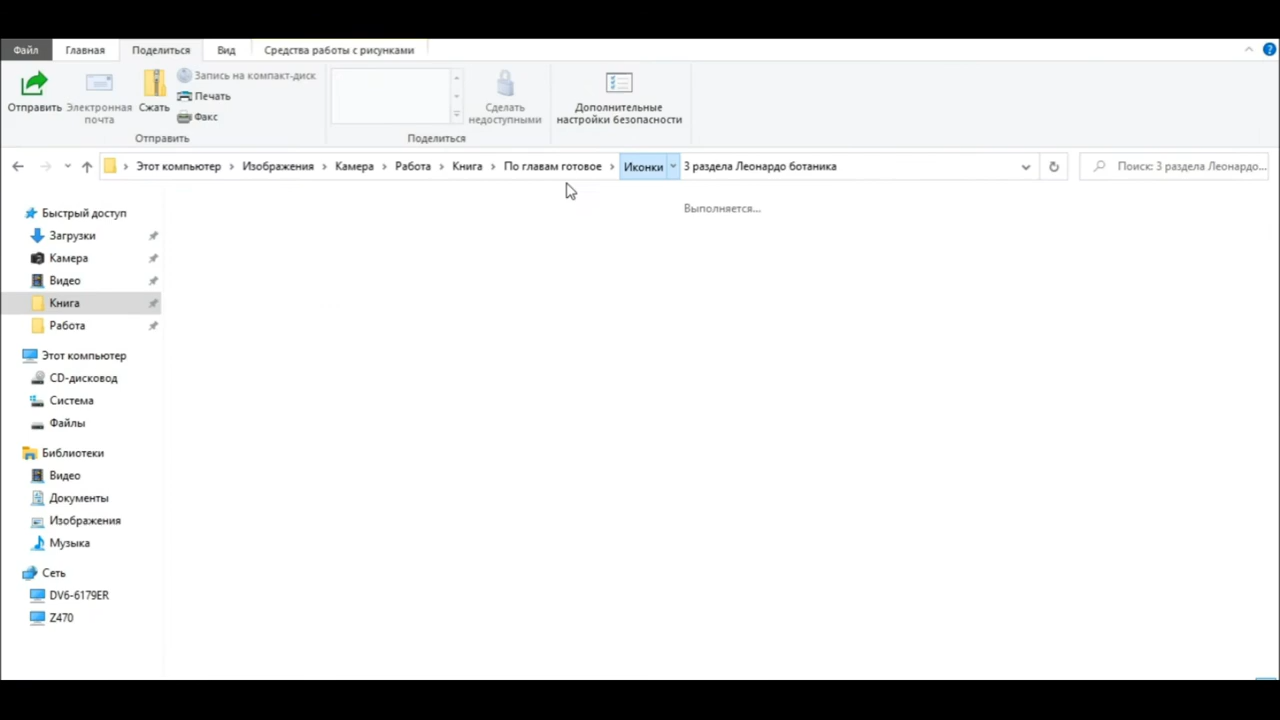 Файл Главная Поделиться Вид Средства работы с рисунками
Отправить
Электронная почта
Сжать
Запись на компакт-диск
Печать
Факс
Отправить
Поделиться
Сделать недоступными
Дополнительные настройки безопасности
Этот компьютер Изображения Камера Работа Книга По главам готовое Иконки 3 раздела Леонардо ботаника
Поиск: 3 раздела Леонардо...
Выполняется...
Быстрый доступ
Загрузки
Камера
Видео
Книга
Работа
Этот компьютер
CD-дисковод
Система
Файлы
Библиотеки
Видео
Документы
Изображения
Музыка
Сеть
DV6-6179ER
Z470